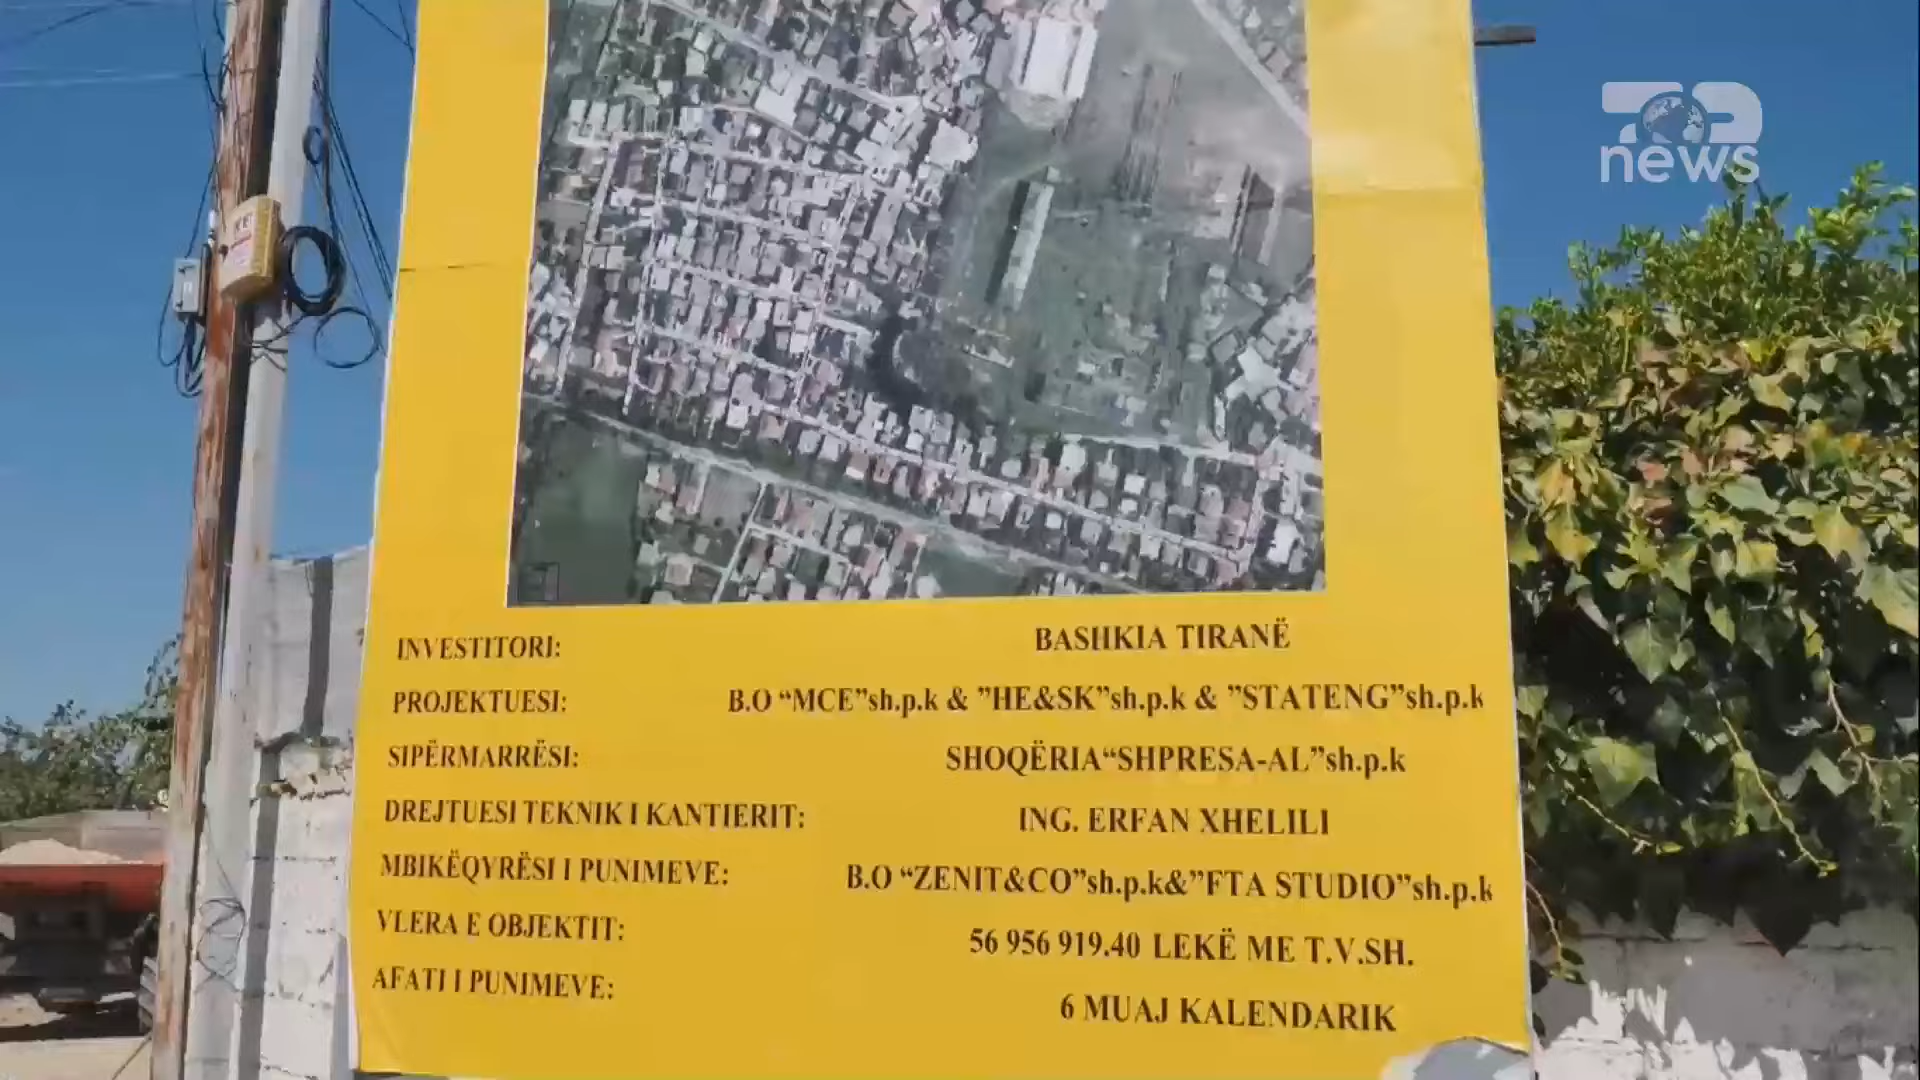 TOP
news
INVESTITORI: BASHKIA TIRANË
PROJEKTUESI: B.O “MCE”sh.p.k & ”HE&SK”sh.p.k & ”STATENG”sh.p.k
SIPËRMARRËSI: SHOQËRIA“SHPRESA-AL”sh.p.k
DREJTUESI TEKNIK I KANTIERIT: ING. ERFAN XHELILI
MBIKËQYRËSI I PUNIMEVE: B.O “ZENIT&CO”sh.p.k&”FTA STUDIO”sh.p.k
VLERA E OBJEKTIT: 56 956 919.40 LEKË ME T.V.SH.
AFATI I PUNIMEVE: 6 MUAJ KALENDARIK